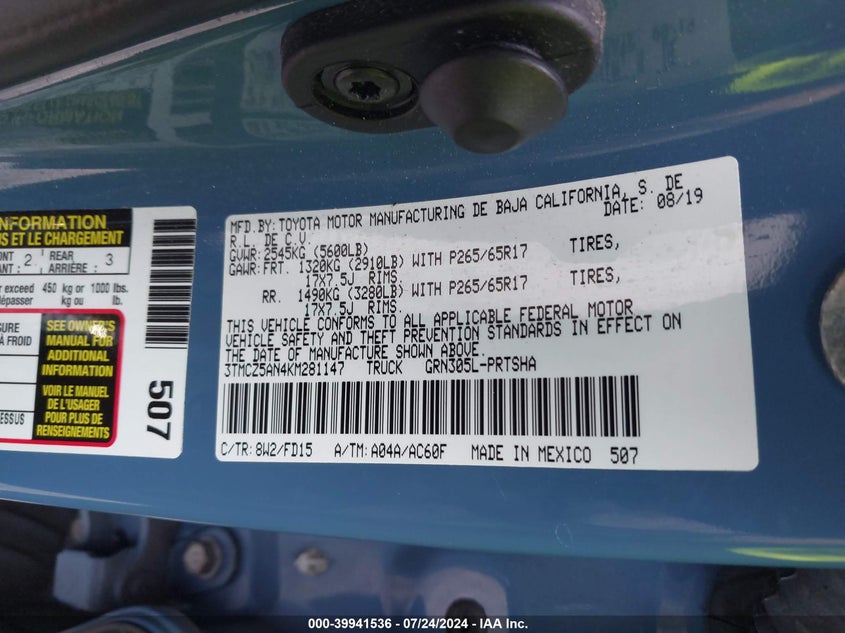 INFORMATION
US ET LE CHARGEMENT
2 REAR 3
ARRIÈRE :
exceed 450 kg or 1000 lbs.
dépasser kg ou lb.
À FROID
SEE OWNER'S
MANUAL FOR
ADDITIONAL
INFORMATION
VOIR LE MANUEL
DE L'USAGER
POUR PLUS DE
RENSEIGNEMENTS
507
MFD.BY: TOYOTA MOTOR MANUFACTURING DE BAJA CALIFORNIA, S. DE
R.L. DE C.V. DATE: 08/19
GVWR: 2545KG (5600LB)
GAWR: FRT. 1320KG (2910LB) WITH P265/65R17 TIRES,
17X7.5J RIMS.
RR. 1490KG (3280LB) WITH P265/65R17 TIRES,
17X7.5J RIMS.
THIS VEHICLE CONFORMS TO ALL APPLICABLE FEDERAL MOTOR
VEHICLE SAFETY AND THEFT PREVENTION STANDARDS IN EFFECT ON
THE DATE OF MANUFACTURE SHOWN ABOVE.
3TMCZ5AN4KM281147 TRUCK GRN305L-PRTSHA
C/TR: 8W2/FD15 A/TM: A04A/AC60F MADE IN MEXICO 507
000-39941536 - 07/24/2024 - IAA Inc.